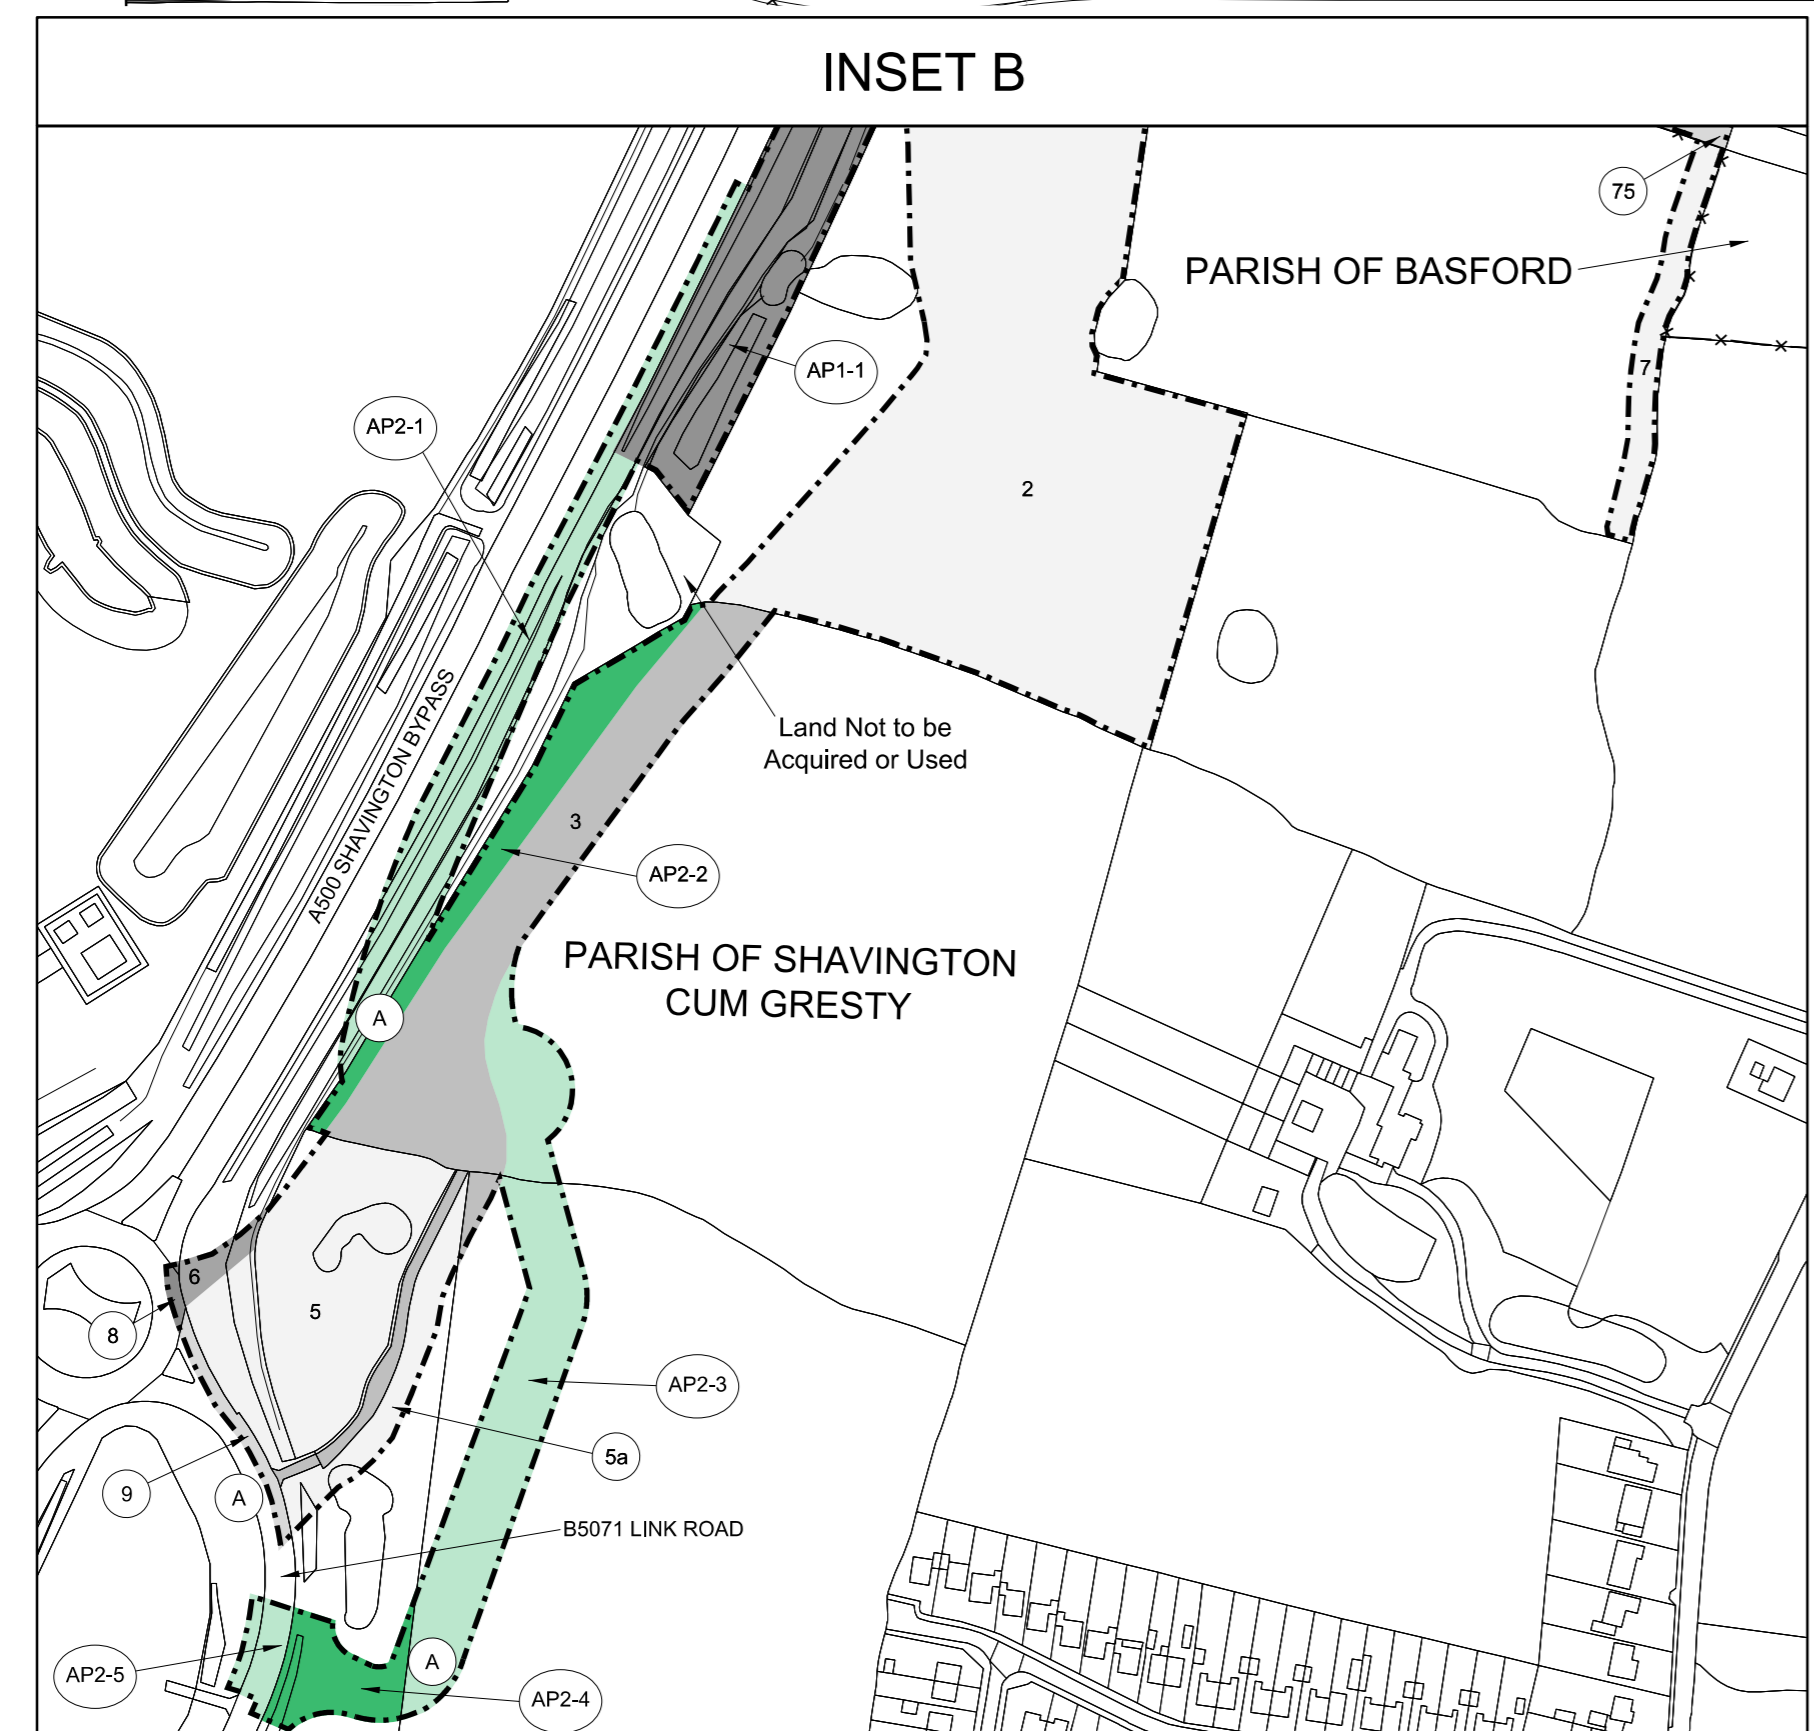 INSET B
75
PARISH OF BASFORD
7
AP1-1
AP2-1
2
A500 SHAVINGTON BYPASS
Land Not to be
Acquired or Used
3
AP2-2
PARISH OF SHAVINGTON
CUM GRESTY
A
6
8
5
AP2-3
5a
9
A
B5071 LINK ROAD
AP2-5
A
AP2-4